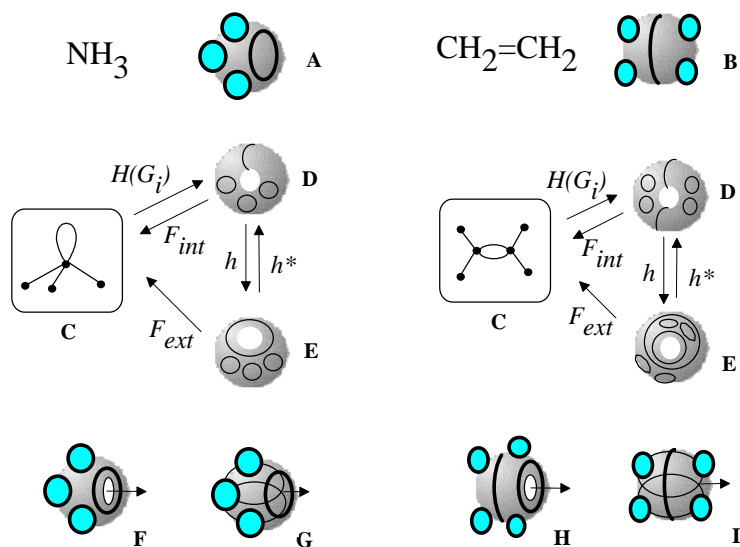 NH3
A
CH2=CH2
B
H(Gi)
D
Fint
h
h*
C
Fext
E
H(Gi)
D
Fint
h
h*
C
Fext
E
F
G
H
I